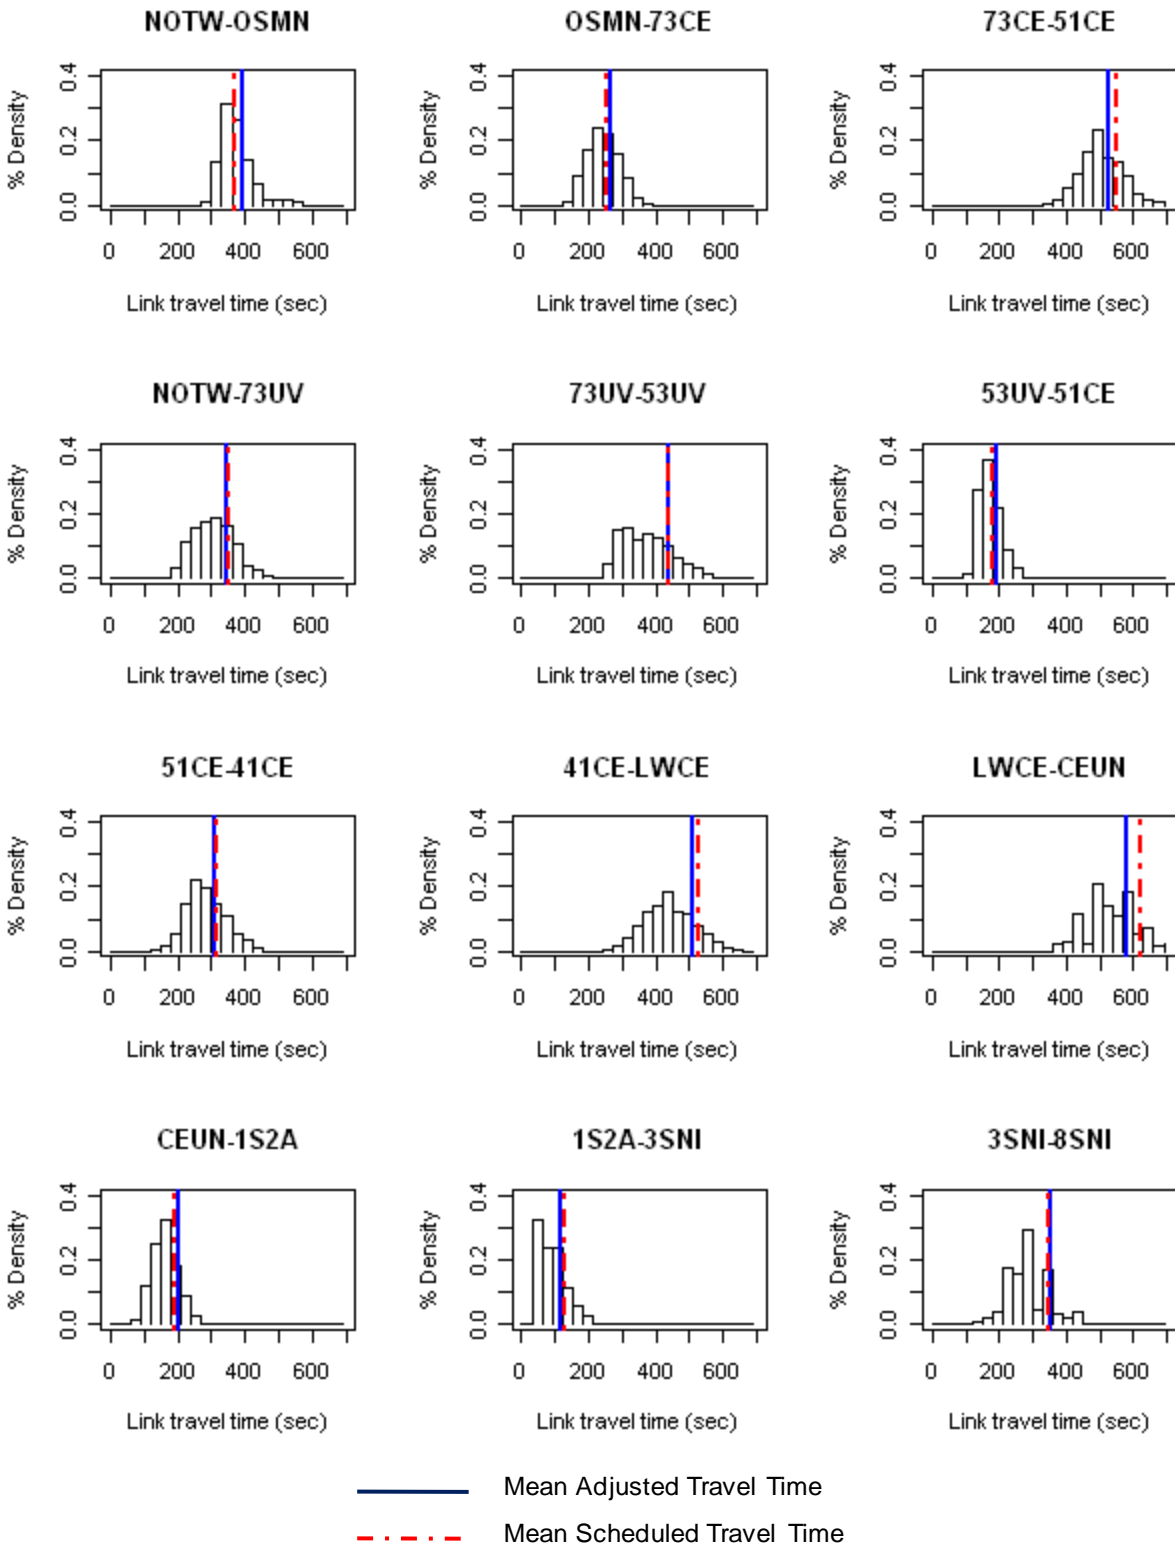 NOTW-OSMN OSMN-73CE 73CE-51CE
% Density % Density % Density
0.4 0.4 0.4
0.2 0.2 0.2
0.0 0.0 0.0
0 200 400 600 0 200 400 600 0 200 400 600
Link travel time (sec) Link travel time (sec) Link travel time (sec)
NOTW-73UV 73UV-53UV 53UV-51CE
% Density % Density % Density
0.4 0.4 0.4
0.2 0.2 0.2
0.0 0.0 0.0
0 200 400 600 0 200 400 600 0 200 400 600
Link travel time (sec) Link travel time (sec) Link travel time (sec)
51CE-41CE 41CE-LWCE LWCE-CEUN
% Density % Density % Density
0.4 0.4 0.4
0.2 0.2 0.2
0.0 0.0 0.0
0 200 400 600 0 200 400 600 0 200 400 600
Link travel time (sec) Link travel time (sec) Link travel time (sec)
CEUN-1S2A 1S2A-3SNI 3SNI-8SNI
% Density % Density % Density
0.4 0.4 0.4
0.2 0.2 0.2
0.0 0.0 0.0
0 200 400 600 0 200 400 600 0 200 400 600
Link travel time (sec) Link travel time (sec) Link travel time (sec)
Mean Adjusted Travel Time
Mean Scheduled Travel Time